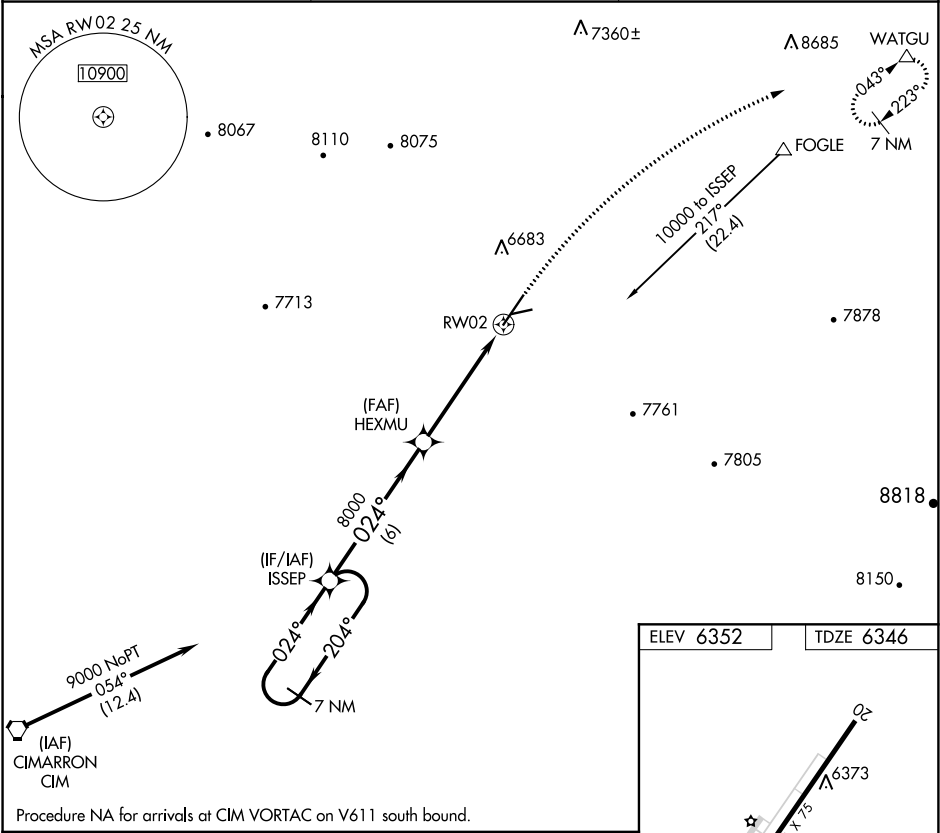 MSA RW02 25 NM
10900
7360±
8685
WATGU
043°
223°
7 NM
8067
8110
8075
FOGLE
10000 to ISSEP
217°
(22.4)
6683
7713
RW02
7878
(FAF)
HEXMU
7761
7805
8818
8000
024°
(6)
(IF/IAF)
ISSEP
8150
024°
204°
7 NM
9000 NoPT
054°
(12.4)
(IAF)
CIMARRON
CIM
ELEV 6352
TDZE 6346
20
6373
X 75
Procedure NA for arrivals at CIM VORTAC on V611 south bound.